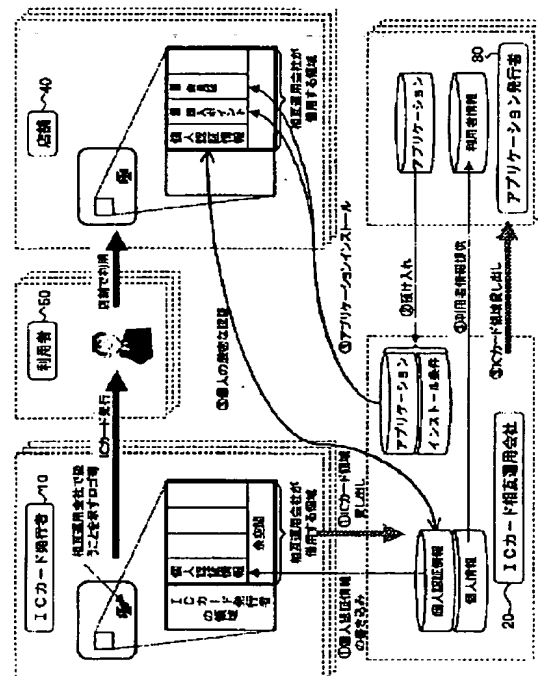 ICカード発行者
10
相互運用会社で扱
うことを示すロゴ等
ICカード発行者
の領域
個人認証情報
余空間
相互運用会社が
借用する領域
ICカード発行
利用者
50
店舗で利用
店舗
40
個人認証情報
相互運用会社が
借用する領域
①個人認証情報
の書き込み
①ICカード領域
貸し出し
⑤個人の厳密な認証
⑤アプリケーションインストール
個人認証情報
個人情報
アプリケーション
インストール条件
20
ICカード相互運用会社
②預け入れ
④利用者情報提供
③ICカード領域貸し出し
アプリケーション
利用者情報
80
アプリケーション発行者